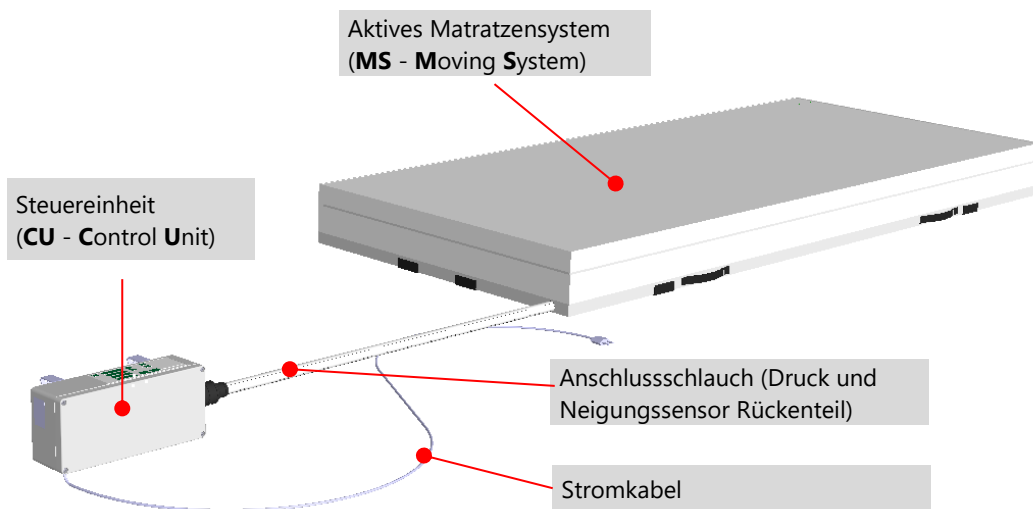 Aktives Matratzensystem
(MS - Moving System)
Steuereinheit
(CU - Control Unit)
Anschlussschlauch (Druck und
Neigungssensor Rückenteil)
Stromkabel